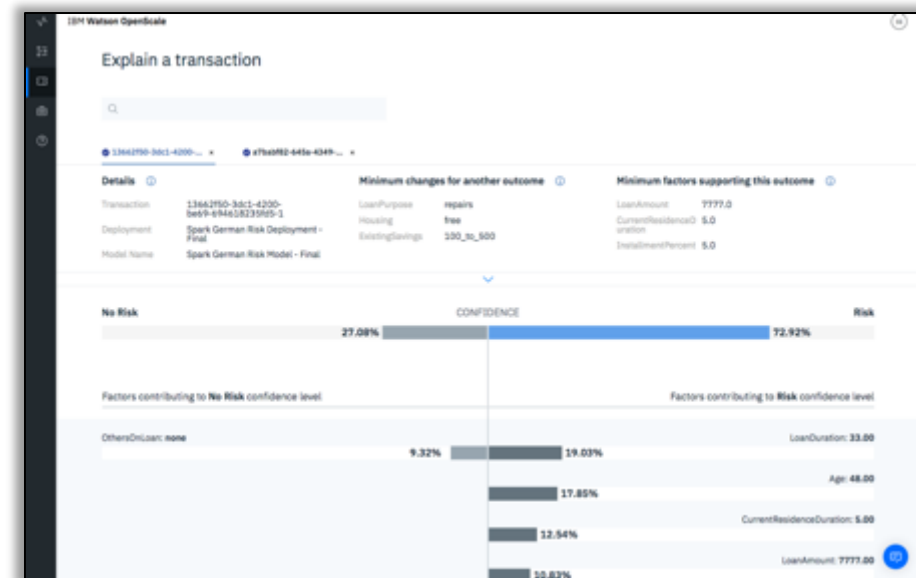 IBM Watson OpenScale
Explain a transaction
13662f50-3dc1-4200-... ×
a7babf82-645a-4349-... ×
Details
Transaction 13662f50-3dc1-4200-
be69-694618235fd5-1
Deployment Spark German Risk Deployment -
Final
Model Name Spark German Risk Model - Final
Minimum changes for another outcome
LoanPurpose repairs
Housing free
ExistingSavings 100_to_500
Minimum factors supporting this outcome
LoanAmount 7777.0
CurrentResidenceD 5.0
uration
InstallmentPercent 5.0
No Risk CONFIDENCE Risk
27.08% 72.92%
Factors contributing to No Risk confidence level
Factors contributing to Risk confidence level
OthersOnLoan: none LoanDuration: 33.00
9.32% 19.03%
Age: 48.00
17.85%
CurrentResidenceDuration: 5.00
12.54%
LoanAmount: 7777.00
10.83%